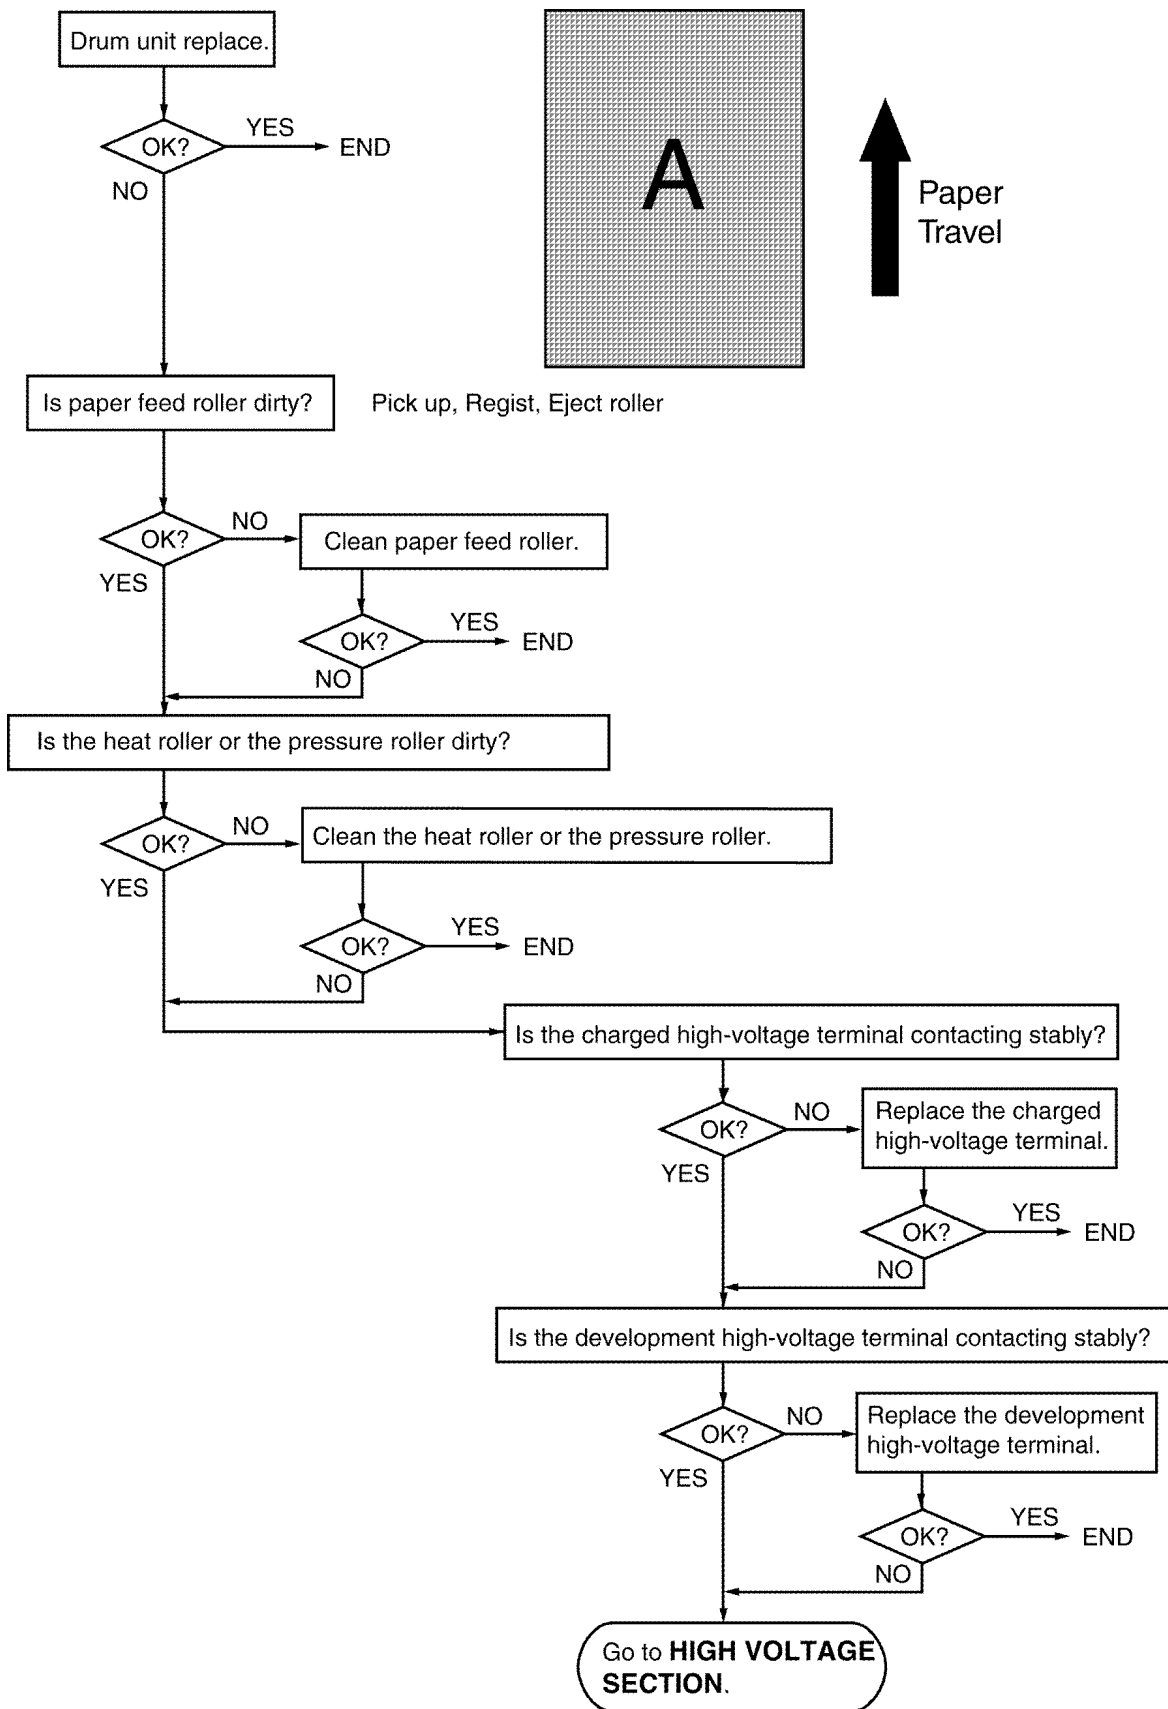 Drum unit replace.
OK?
YES
END
NO
A
Paper
Travel
Is paper feed roller dirty?
Pick up, Regist, Eject roller
OK?
NO
Clean paper feed roller.
YES
OK?
YES
END
NO
Is the heat roller or the pressure roller dirty?
OK?
NO
Clean the heat roller or the pressure roller.
YES
OK?
YES
END
NO
Is the charged high-voltage terminal contacting stably?
OK?
NO
Replace the charged
high-voltage terminal.
YES
OK?
YES
END
NO
Is the development high-voltage terminal contacting stably?
OK?
NO
Replace the development
high-voltage terminal.
YES
OK?
YES
END
NO
Go to HIGH VOLTAGE
SECTION.